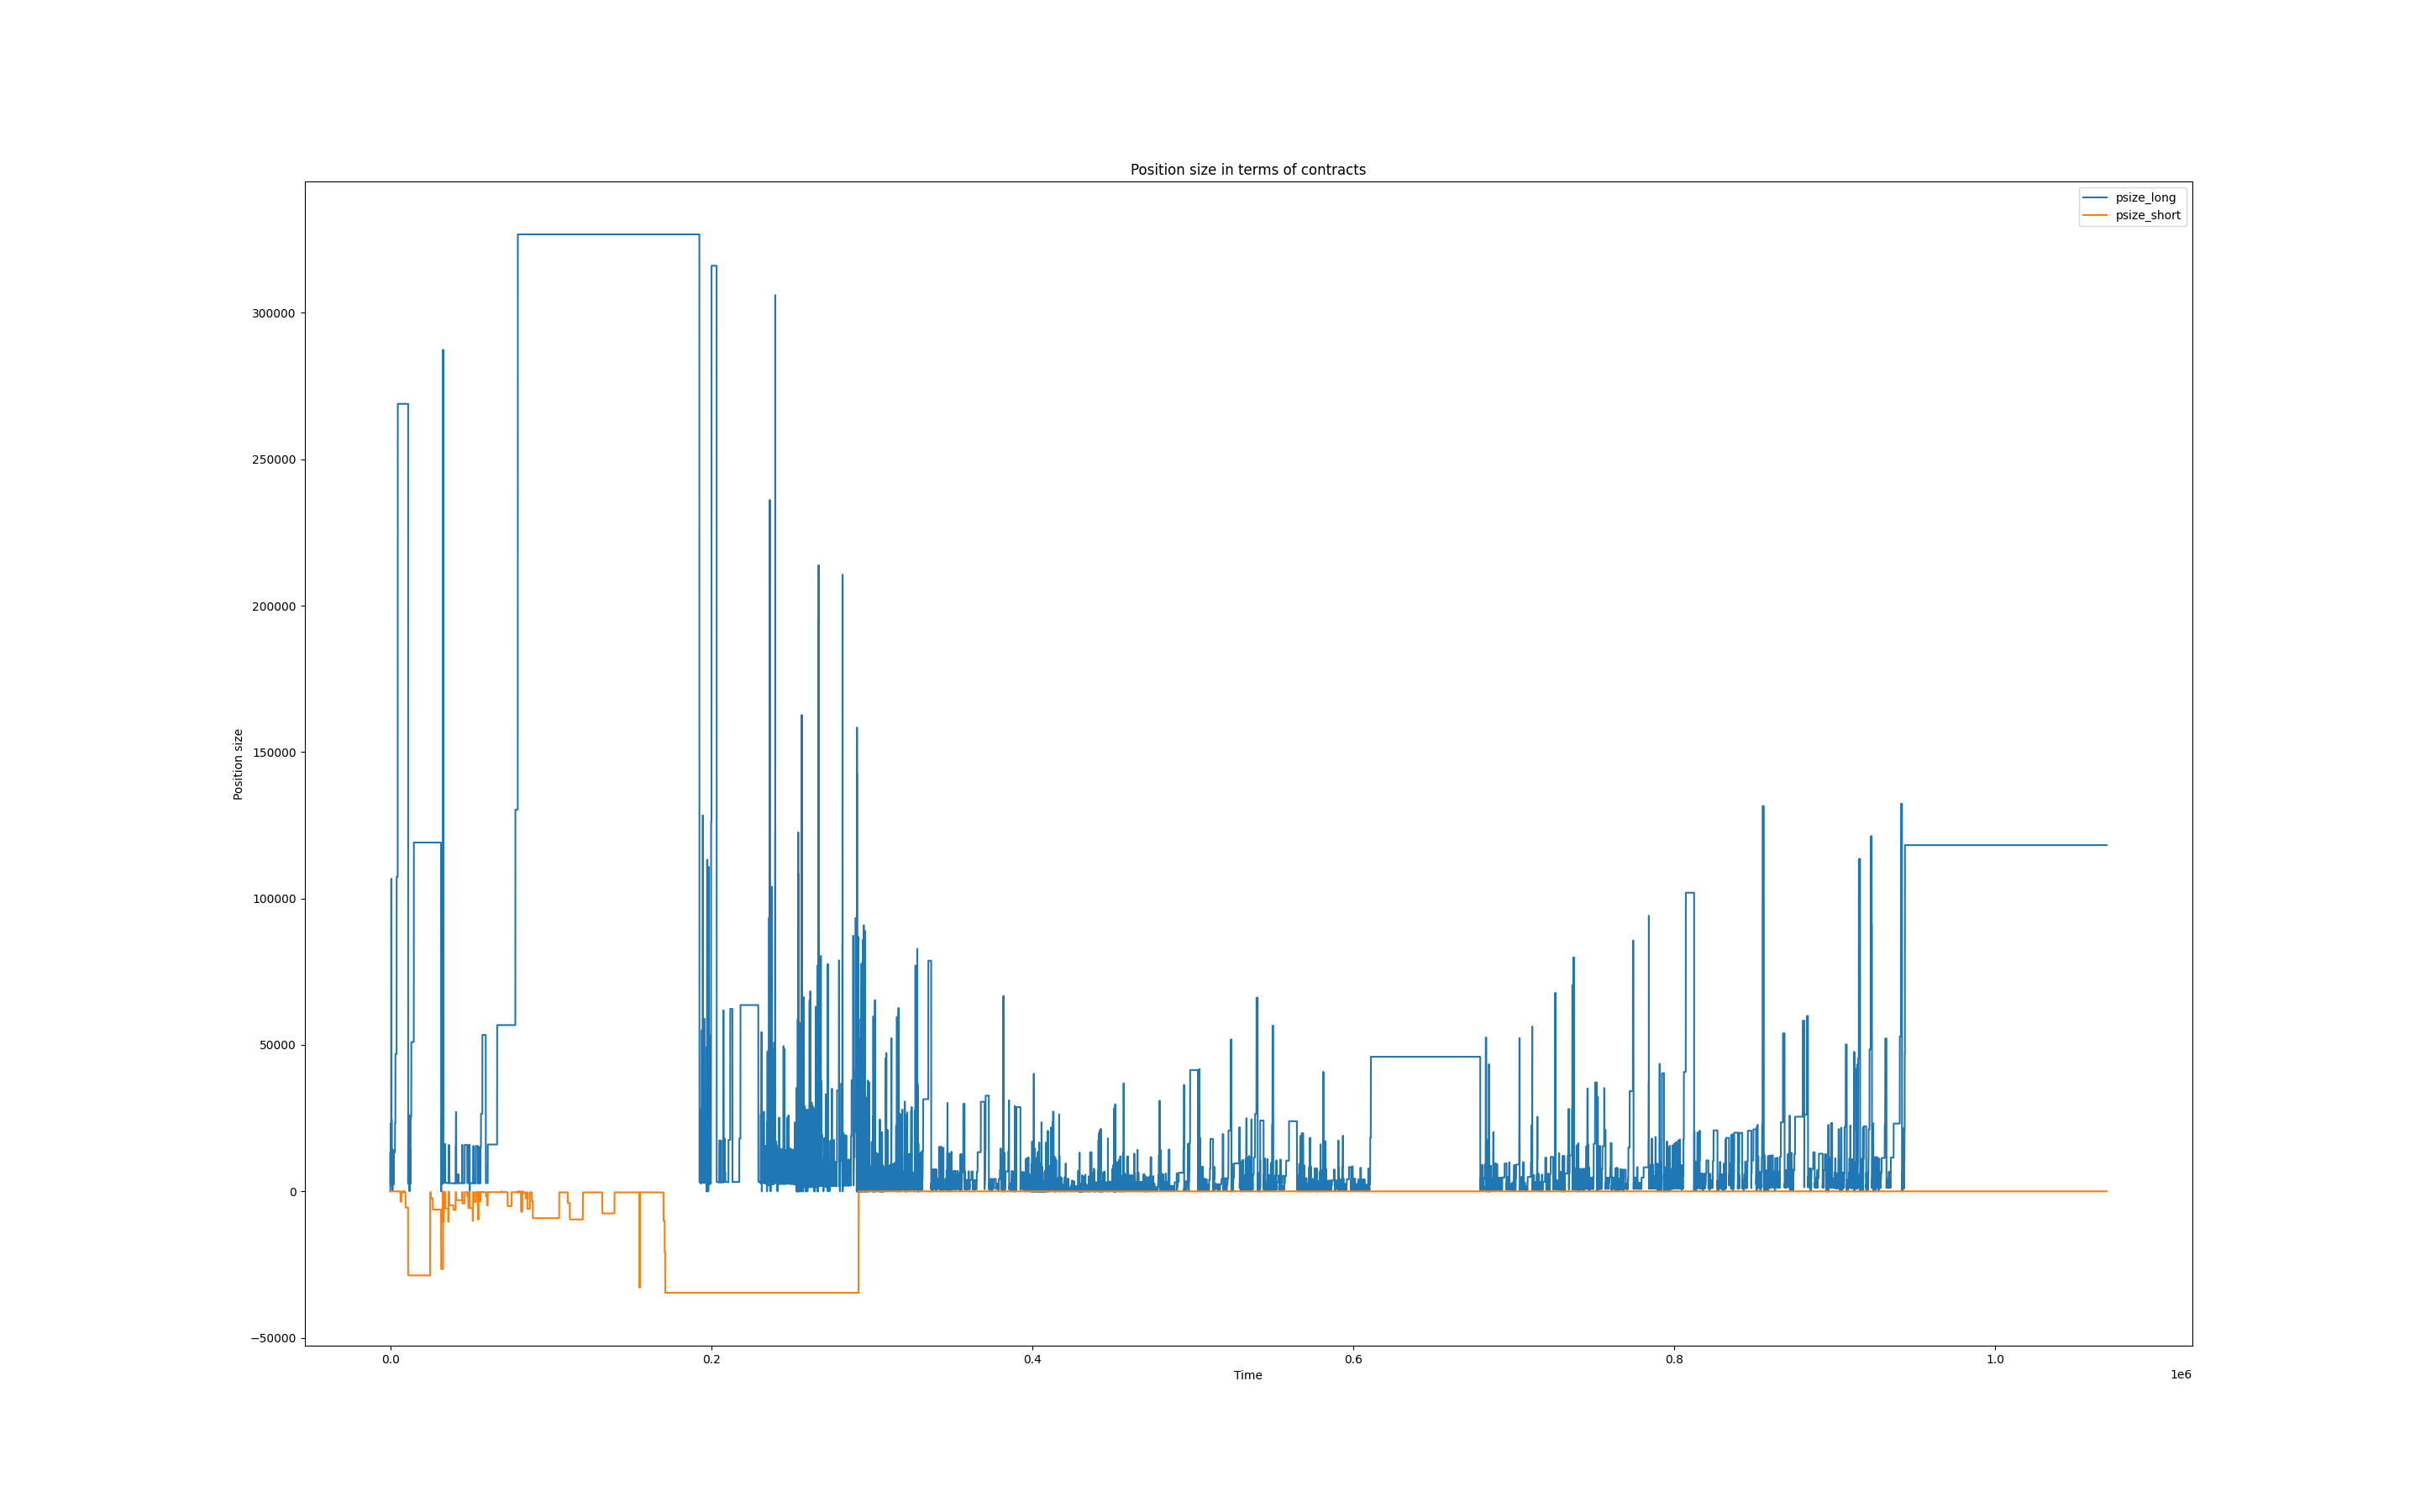 Position size in terms of contracts
psize_long
psize_short
300000
250000
200000
150000
100000
50000
0
−50000
Position size
0.0
0.2
0.4
0.6
0.8
1.0
Time
1e6